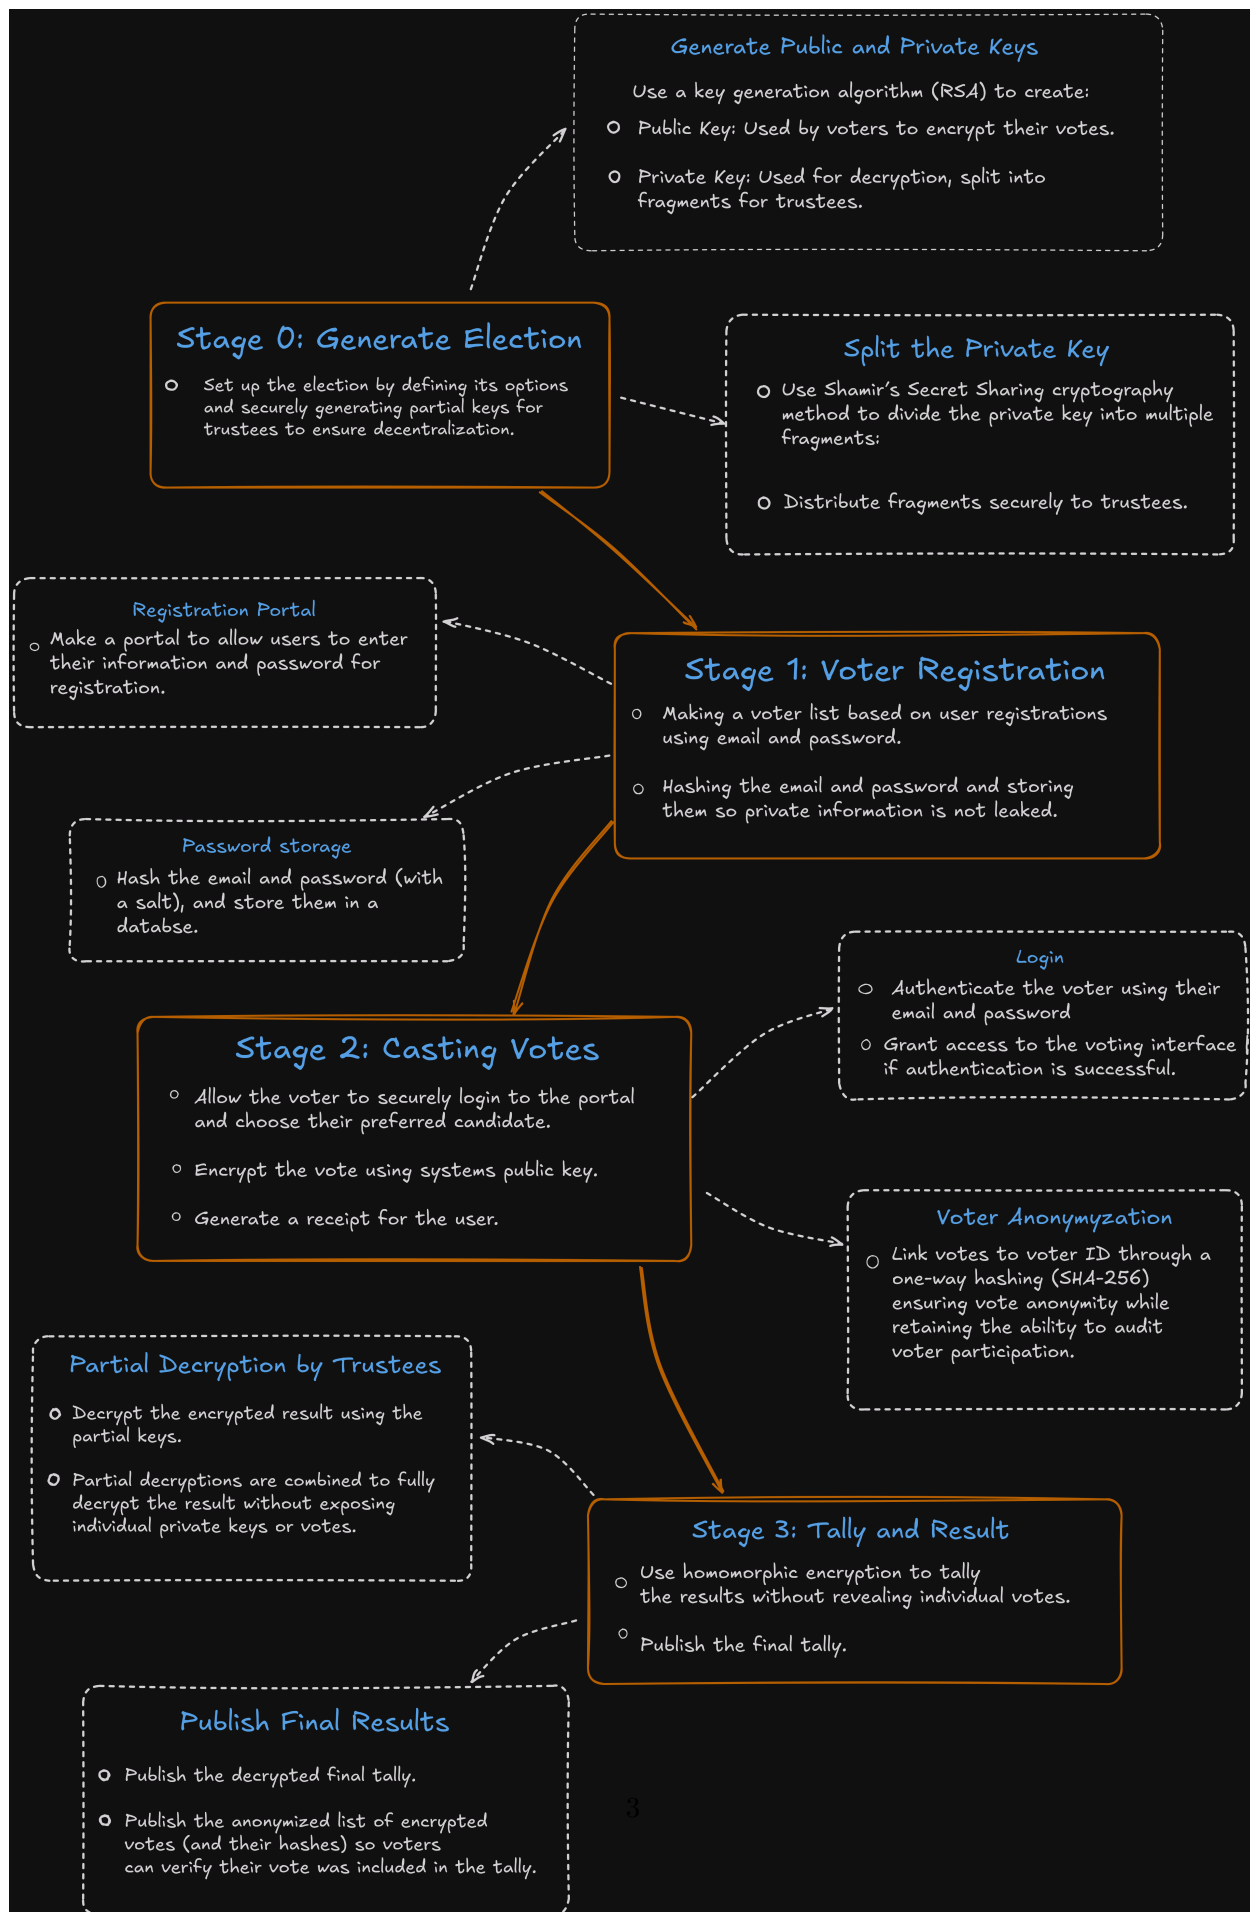 Generate Public and Private Keys
Use a key generation algorithm (RSA) to create:
Public Key: Used by voters to encrypt their votes.
Private Key: Used for decryption, split into
fragments for trustees.
Stage 0: Generate Election
Set up the election by defining its options
and securely generating partial keys for
trustees to ensure decentralization.
Split the Private Key
Use Shamir's Secret Sharing cryptography
method to divide the private key into multiple
fragments:
Distribute fragments securely to trustees.
Registration Portal
Make a portal to allow users to enter
their information and password for
registration.
Stage 1: Voter Registration
Making a voter list based on user registrations
using email and password.
Hashing the email and password and storing
them so private information is not leaked.
Password storage
Hash the email and password (with
a salt), and store them in a
databse.
Login
Authenticate the voter using their
email and password
Grant access to the voting interface
if authentication is successful.
Stage 2: Casting Votes
Allow the voter to securely login to the portal
and choose their preferred candidate.
Encrypt the vote using systems public key.
Generate a receipt for the user.
Voter Anonymyzation
Link votes to voter ID through a
one-way hashing (SHA-256)
ensuring vote anonymity while
retaining the ability to audit
voter participation.
Partial Decryption by Trustees
Decrypt the encrypted result using the
partial keys.
Partial decryptions are combined to fully
decrypt the result without exposing
individual private keys or votes.
Stage 3: Tally and Result
Use homomorphic encryption to tally
the results without revealing individual votes.
Publish the final tally.
Publish Final Results
Publish the decrypted final tally.
Publish the anonymized list of encrypted
votes (and their hashes) so voters
can verify their vote was included in the tally.
3